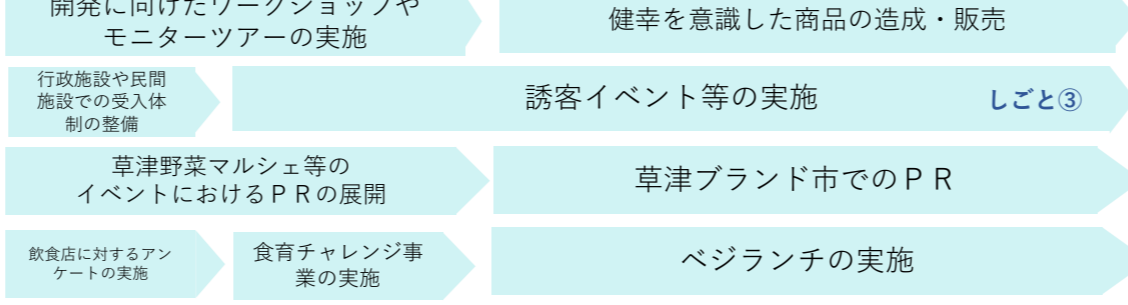 開発に向けたワークショップや
モニターツアーの実施
健幸を意識した商品の造成・販売
行政施設や民間
施設での受入体
制の整備
誘客イベント等の実施
しごと③
草津野菜マルシェ等の
イベントにおけるＰＲの展開
草津ブランド市でのＰＲ
飲食店に対するアン
ケートの実施
食育チャレンジ事
業の実施
ベジランチの実施